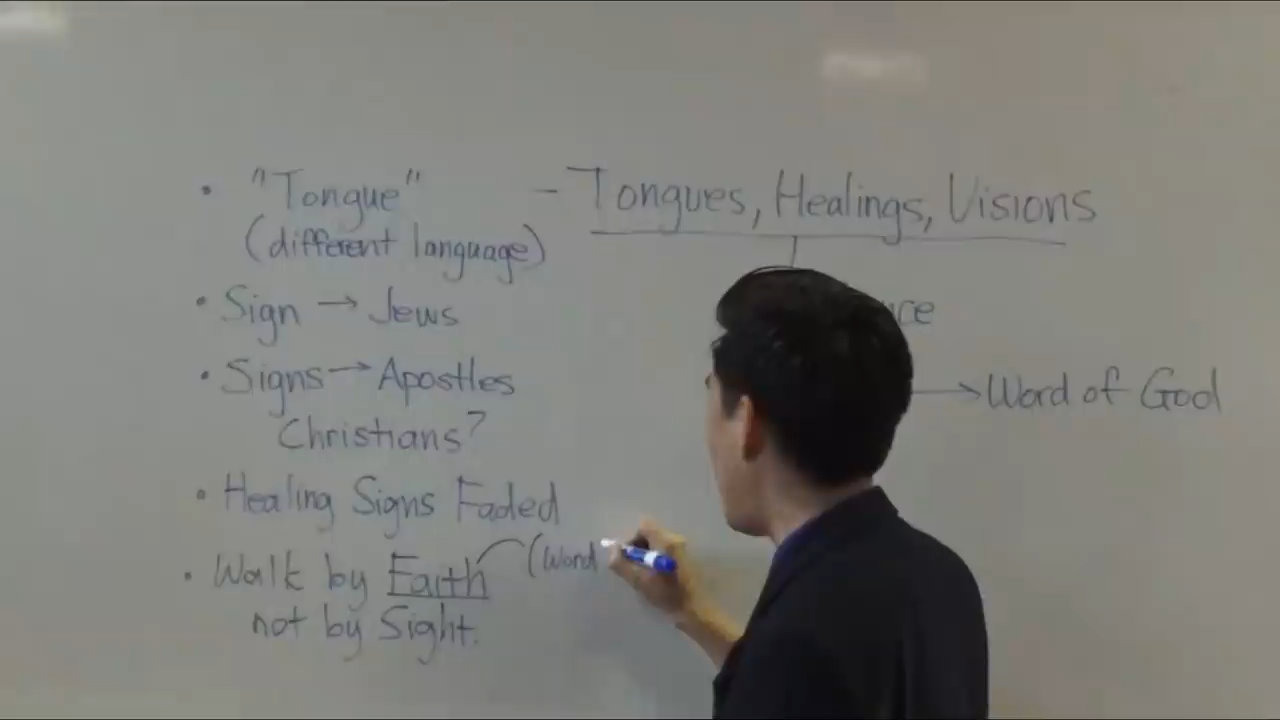 • "Tongue"
(different language)
• Sign → Jews
• Signs → Apostles
Christians?
• Healing Signs Faded
• Walk by Faith (Word
not by Sight.
– Tongues, Healings, Visions
→ Word of God